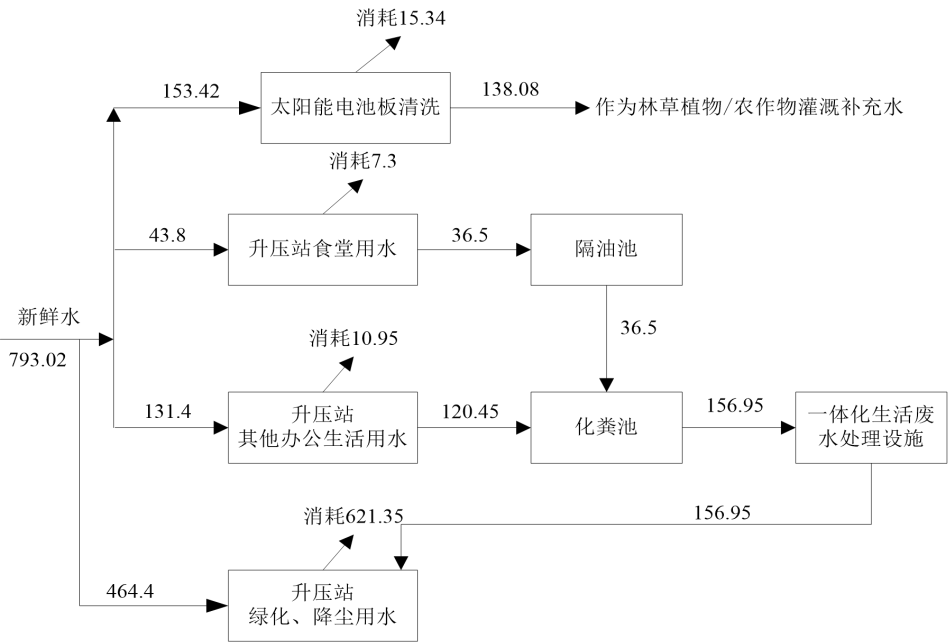 消耗15.34
153.42
太阳能电池板清洗
138.08
作为林草植物/农作物灌溉补充水
消耗7.3
43.8
升压站食堂用水
36.5
隔油池
新鲜水
793.02
36.5
消耗10.95
131.4
升压站
其他办公生活用水
120.45
化粪池
156.95
一体化生活废
水处理设施
消耗621.35
156.95
464.4
升压站
绿化、降尘用水